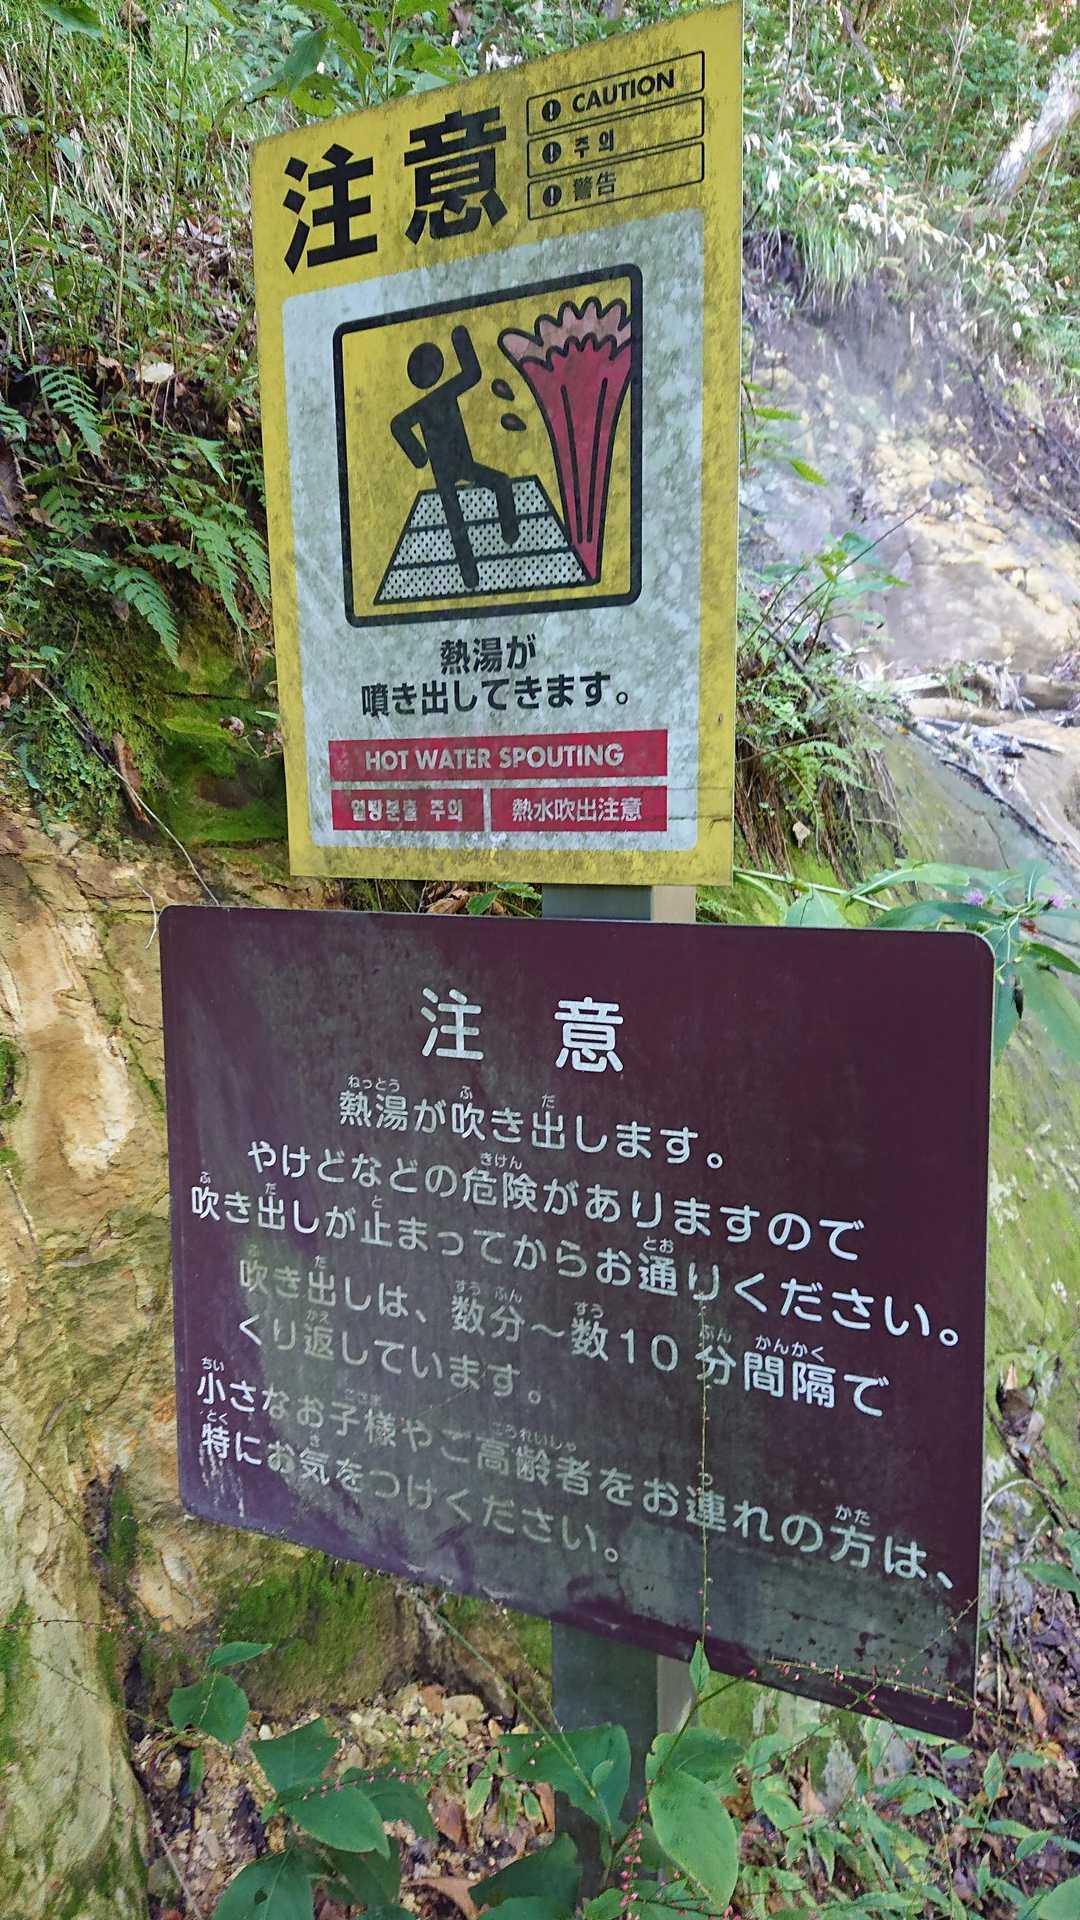 注意
CAUTION
주의
警告
熱湯が
噴き出してきます。
HOT WATER SPOUTING
열탕분출 주의
熱水吹出注意
注意
熱湯が吹き出します。
やけどなどの危険がありますので
吹き出しが止まってからお通りください。
吹き出しは、数分～数10分間隔で
くり返しています。
小さなお子様やご高齢者をお連れの方は、
特にお気をつけください。